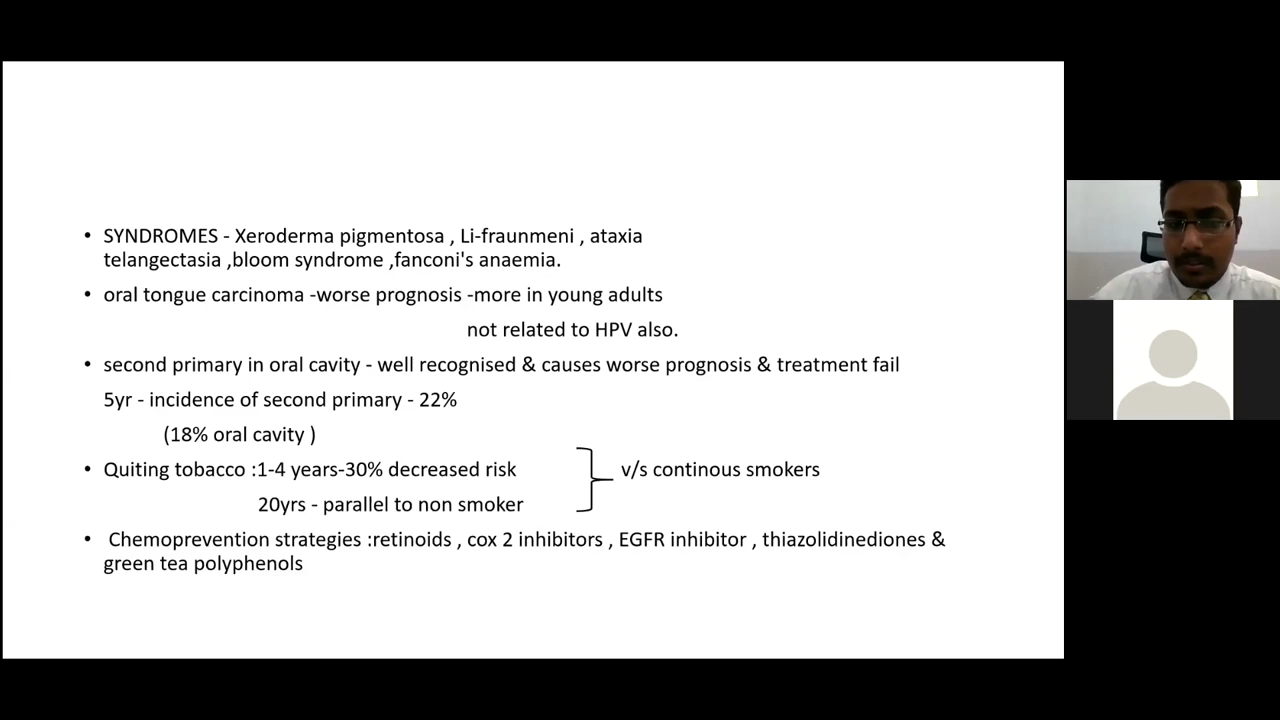 • SYNDROMES - Xeroderma pigmentosa , Li-fraunmeni , ataxia
telangectasia ,bloom syndrome ,fanconi's anaemia.
• oral tongue carcinoma -worse prognosis -more in young adults
not related to HPV also.
• second primary in oral cavity - well recognised & causes worse prognosis & treatment fail
5yr - incidence of second primary - 22%
(18% oral cavity )
• Quiting tobacco :1-4 years-30% decreased risk v/s continous smokers
20yrs - parallel to non smoker
• Chemoprevention strategies :retinoids , cox 2 inhibitors , EGFR inhibitor , thiazolidinediones &
green tea polyphenols